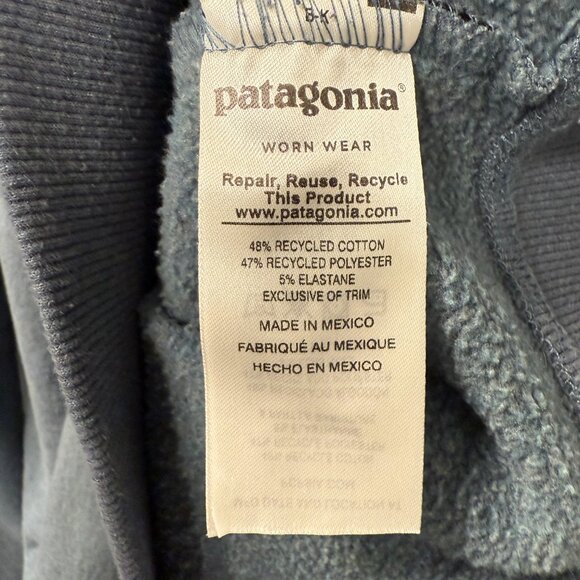 patagonia®
WORN WEAR
Repair, Reuse, Recycle
This Product
www.patagonia.com
48% RECYCLED COTTON
47% RECYCLED POLYESTER
5% ELASTANE
EXCLUSIVE OF TRIM
MADE IN MEXICO
FABRIQUÉ AU MEXIQUE
HECHO EN MEXICO